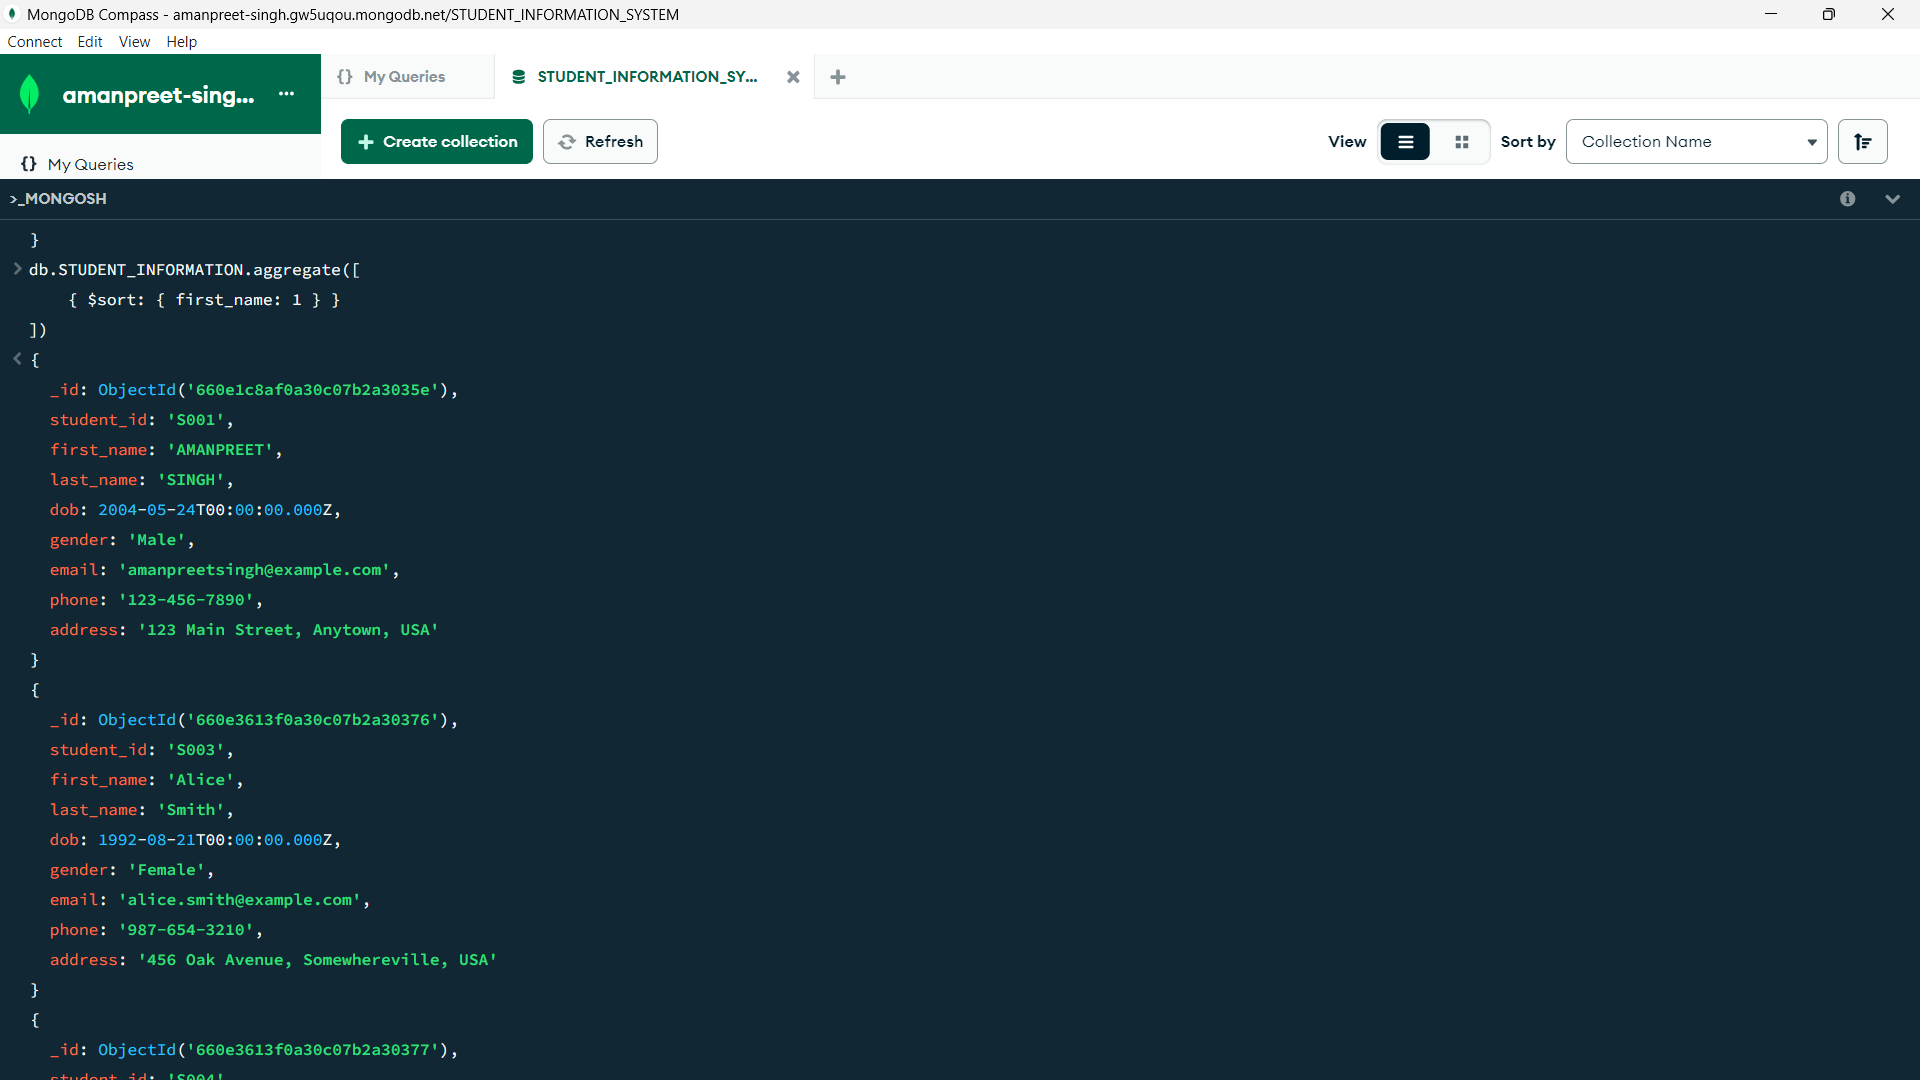 MongoDB Compass - amanpreet-singh.gw5uqou.mongodb.net/STUDENT_INFORMATION_SYSTEM
Connect Edit View Help
amanpreet-sing... ...
{} My Queries
STUDENT_INFORMATION_SY...
Create collection
Refresh
View
Sort by
Collection Name
{} My Queries
>_MONGOSH
}
> db.STUDENT_INFORMATION.aggregate([
{ $sort: { first_name: 1 } }
])
< {
_id: ObjectId('660e1c8af0a30c07b2a3035e'),
student_id: 'S001',
first_name: 'AMANPREET',
last_name: 'SINGH',
dob: 2004-05-24T00:00:00.000Z,
gender: 'Male',
email: 'amanpreetsingh@example.com',
phone: '123-456-7890',
address: '123 Main Street, Anytown, USA'
}
{
_id: ObjectId('660e3613f0a30c07b2a30376'),
student_id: 'S003',
first_name: 'Alice',
last_name: 'Smith',
dob: 1992-08-21T00:00:00.000Z,
gender: 'Female',
email: 'alice.smith@example.com',
phone: '987-654-3210',
address: '456 Oak Avenue, Somewhereville, USA'
}
{
_id: ObjectId('660e3613f0a30c07b2a30377'),
student_id: 'S004'